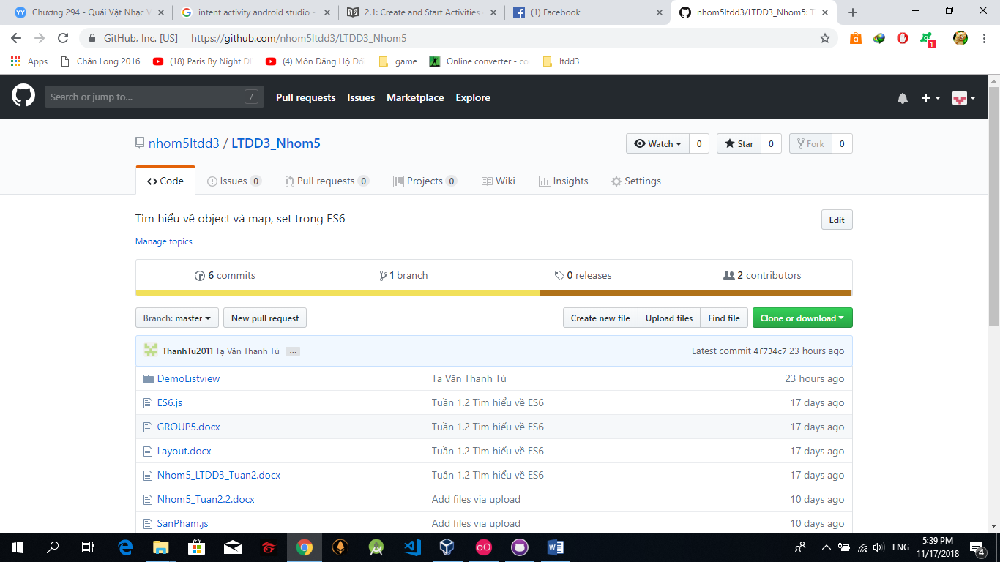 Chương 294 - Quái Vật Nhạc V
intent activity android studio -
2.1: Create and Start Activities
(1) Facebook
nhom5ltdd3/LTDD3_Nhom5: T
GitHub, Inc. [US] | https://github.com/nhom5ltdd3/LTDD3_Nhom5
1
Apps
Chân Long 2016
(18) Paris By Night DI
(4) Môn Đăng Hộ Đố
game
Online converter - co
ltdd3
Search or jump to...
/
Pull requests
Issues
Marketplace
Explore
nhom5ltdd3 / LTDD3_Nhom5
Watch
0
Star
0
Fork
0
Code
Issues 0
Pull requests 0
Projects 0
Wiki
Insights
Settings
Tìm hiểu về object và map, set trong ES6
Edit
Manage topics
6 commits
1 branch
0 releases
2 contributors
Branch: master
New pull request
Create new file
Upload files
Find file
Clone or download
ThanhTu2011 Tạ Văn Thanh Tú ...
Latest commit 4f734c7 23 hours ago
DemoListview Tạ Văn Thanh Tú 23 hours ago
ES6.js Tuần 1.2 Tìm hiểu về ES6 17 days ago
GROUP5.docx Tuần 1.2 Tìm hiểu về ES6 17 days ago
Layout.docx Tuần 1.2 Tìm hiểu về ES6 17 days ago
Nhom5_LTDD3_Tuan2.docx Tuần 1.2 Tìm hiểu về ES6 17 days ago
Nhom5_Tuan2.2.docx Add files via upload 10 days ago
SanPham.js Add files via upload 10 days ago
ENG
5:39 PM
11/17/2018
4